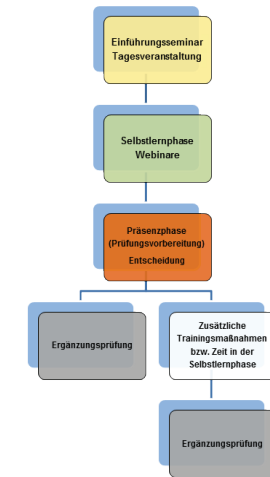 Einführungsseminar
Tagesveranstaltung
Selbstlernphase
Webinare
Präsenzphase
(Prüfungsvorbereitung)
Entscheidung
Ergänzungsprüfung
Zusätzliche
Trainingsmaßnahmen
bzw. Zeit in der
Selbstlernphase
Ergänzungsprüfung